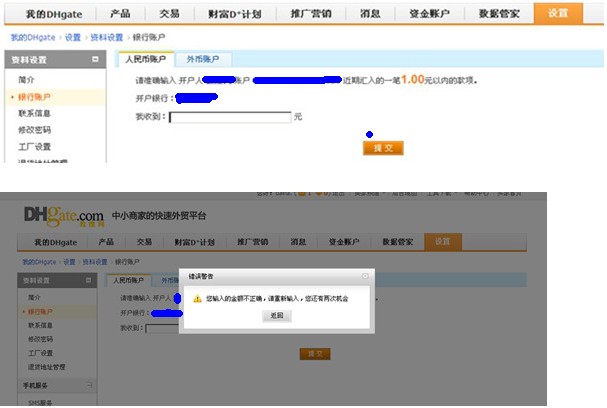 我的DHgate 产品 交易 财富D+计划 推广营销 消息 资金账户 数据管家 设置
我的DHgate > 设置 > 资料设置 > 银行账户
资料设置
人民币账户 外币账户
简介
银行账户
联系信息
修改密码
工厂设置
退货地址管理
请准确输入 开户人 账户 近期汇入的一笔1.00元以内的款项。
开户银行：
我收到： 元
提交
DHgate.com 敦煌网 中小商家的快速外贸平台
我的DHgate 产品 交易 财富D+计划 推广营销 消息 资金账户 数据管家 设置
我的DHgate > 设置 > 资料设置 > 银行账户
资料设置
人民币账户
简介
银行账户
联系信息
修改密码
工厂设置
退货地址管理
手机服务
SMS服务
请准确输入 开户人
开户银行：
我收到：
错误警告
您输入的金额不正确，请重新输入，您还有两次机会
返回
提交